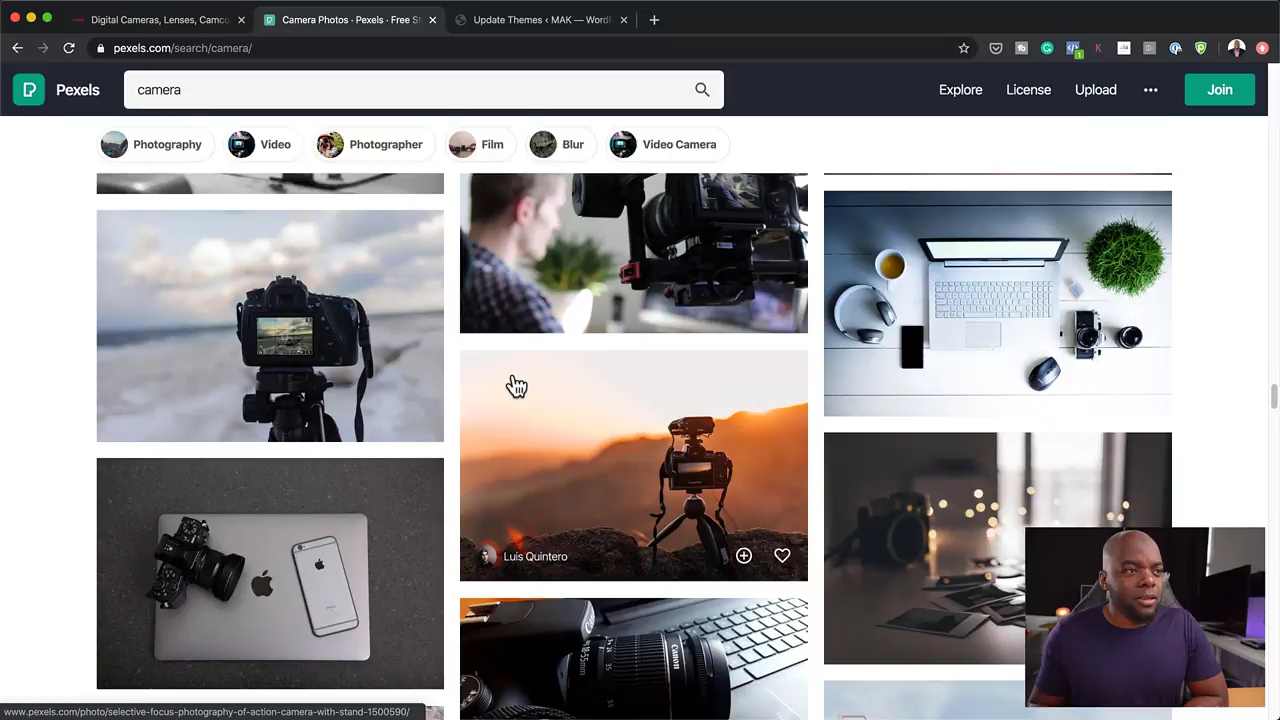 Digital Cameras, Lenses, Camco
Camera Photos · Pexels · Free S
Update Themes ‹ MAK — WordP
pexels.com/search/camera/
Pexels
camera
Explore
License
Upload
Join
Photography
Video
Photographer
Film
Blur
Video Camera
Luis Quintero
Canon
www.pexels.com/photo/selective-focus-photography-of-action-camera-with-stand-1500590/